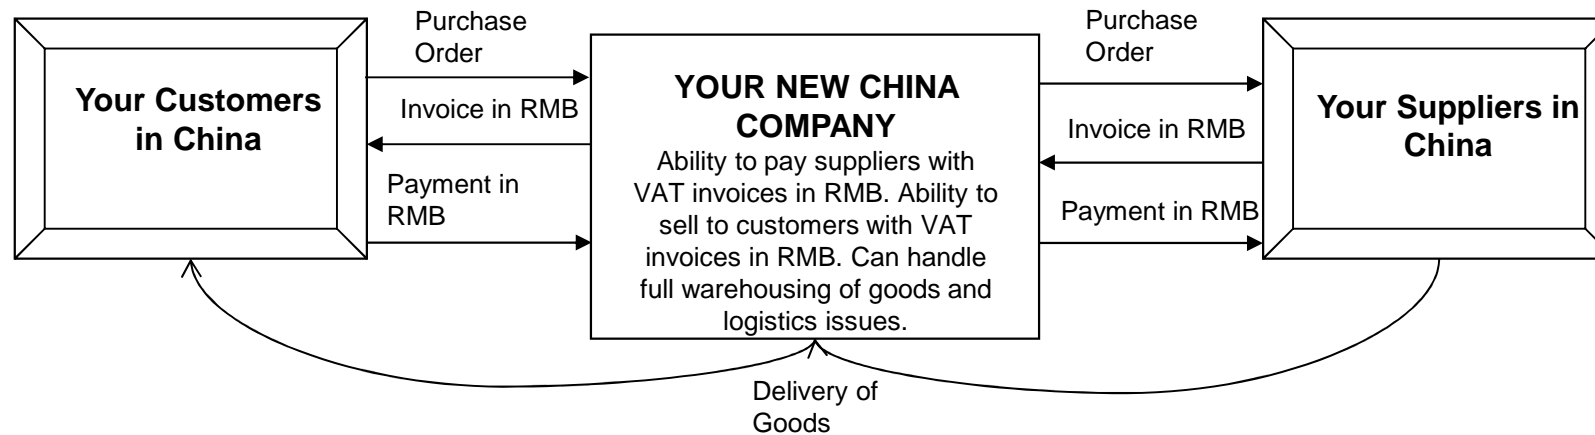 Purchase
Order
Purchase
Order
Your Customers
in China
Invoice in RMB
Payment in
RMB
YOUR NEW CHINA
COMPANY
Ability to pay suppliers with
VAT invoices in RMB. Ability to
sell to customers with VAT
invoices in RMB. Can handle
full warehousing of goods and
logistics issues.
Invoice in RMB
Payment in RMB
Your Suppliers in
China
Delivery of
Goods